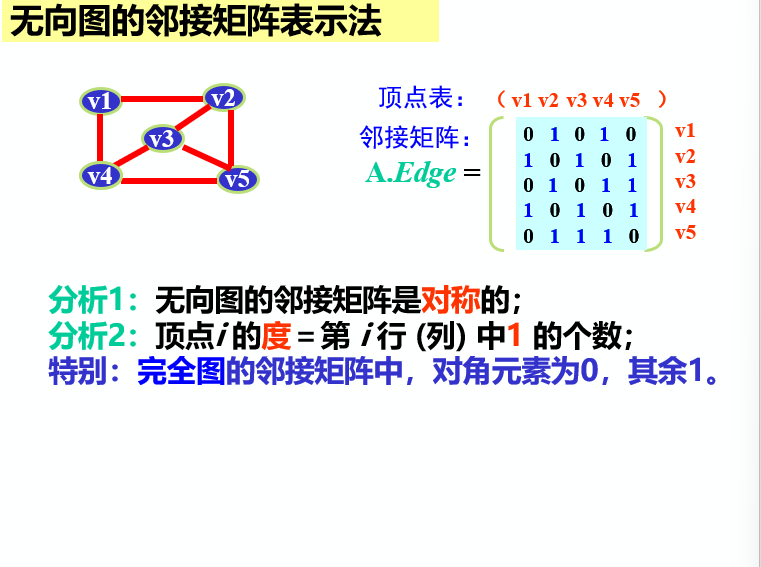 无向图的邻接矩阵表示法
v1
v2
v3
v4
v5
顶点表： （ v1 v2 v3 v4 v5 ）
邻接矩阵：
A.Edge =
0 1 0 1 0 v1
1 0 1 0 1 v2
0 1 0 1 1 v3
1 0 1 0 1 v4
0 1 1 1 0 v5
分析1：无向图的邻接矩阵是对称的；
分析2：顶点i 的度＝第 i 行 (列) 中1 的个数；
特别：完全图的邻接矩阵中，对角元素为0，其余1。